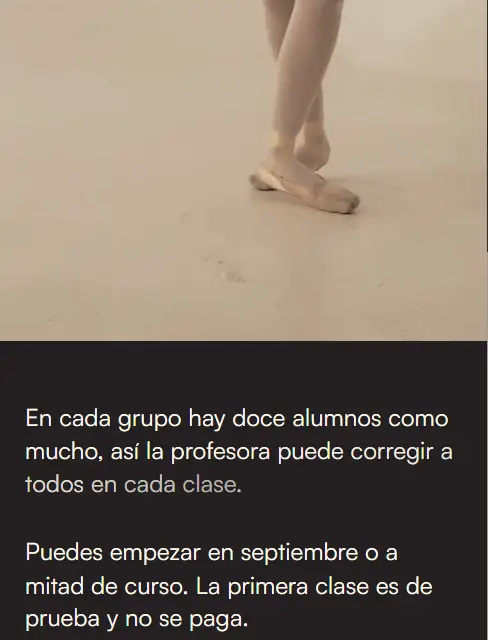 En cada grupo hay doce alumnos como
mucho, así la profesora puede corregir a
todos en cada clase.
Puedes empezar en septiembre o a
mitad de curso. La primera clase es de
prueba y no se paga.